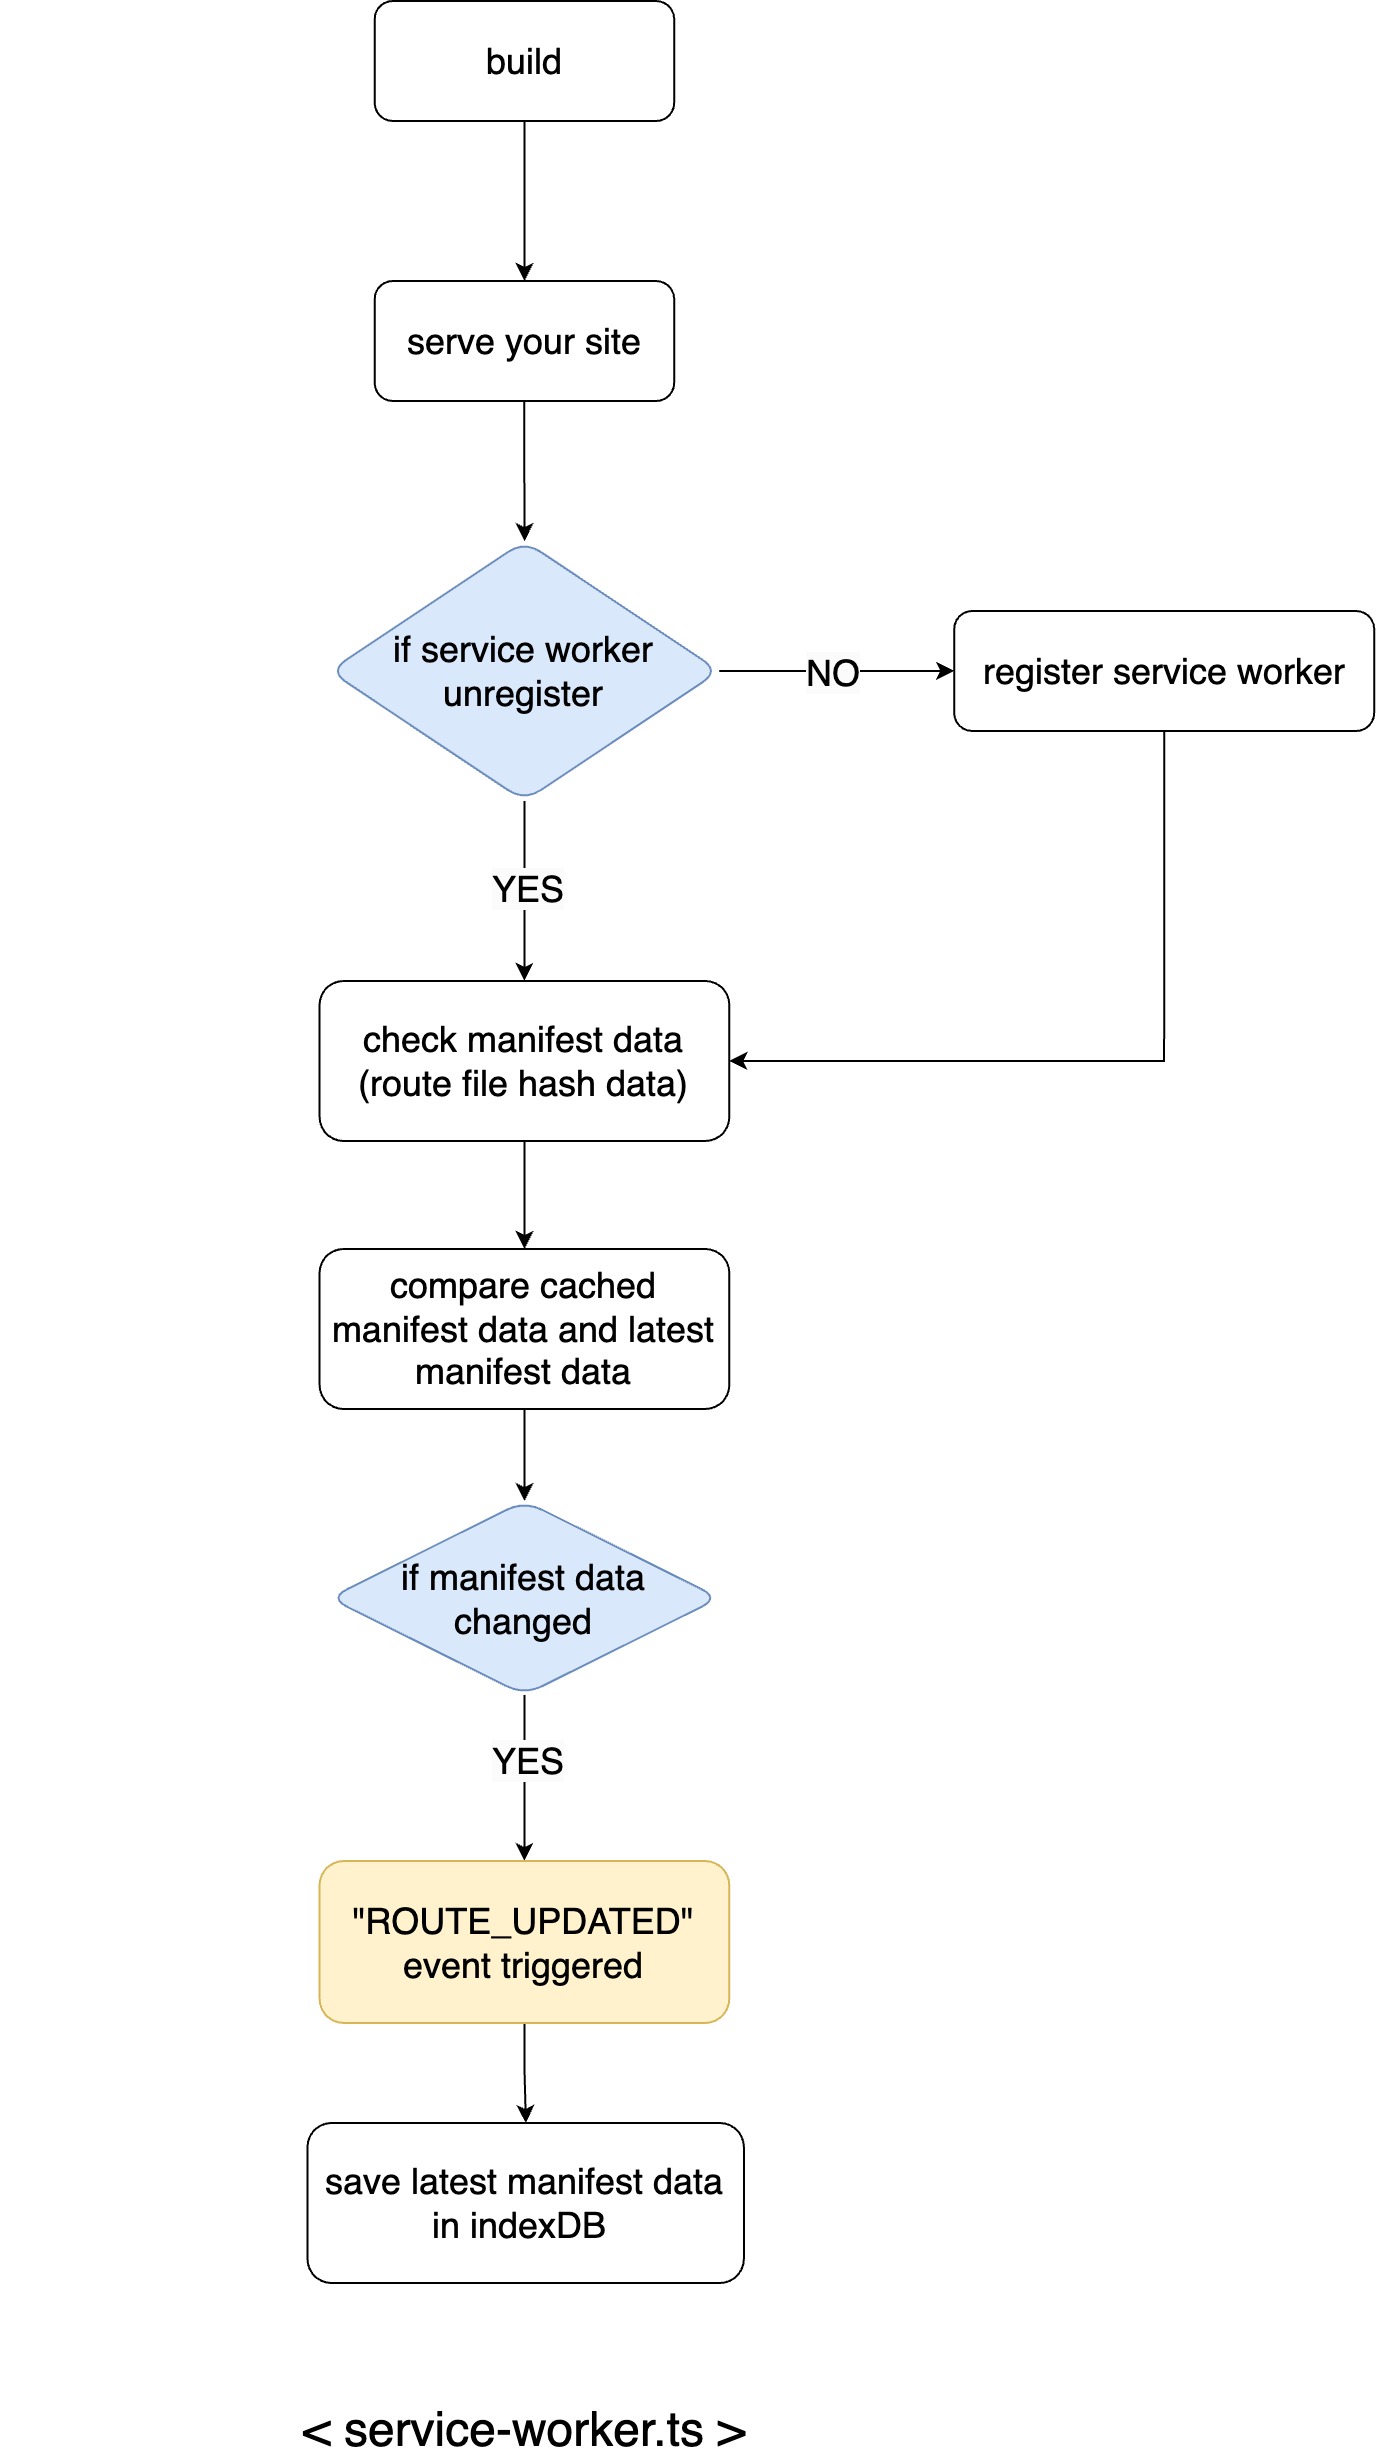 build
serve your site
if service worker
unregister
NO
register service worker
YES
check manifest data
(route file hash data)
compare cached
manifest data and latest
manifest data
if manifest data
changed
YES
"ROUTE_UPDATED"
event triggered
save latest manifest data
in indexDB
< service-worker.ts >